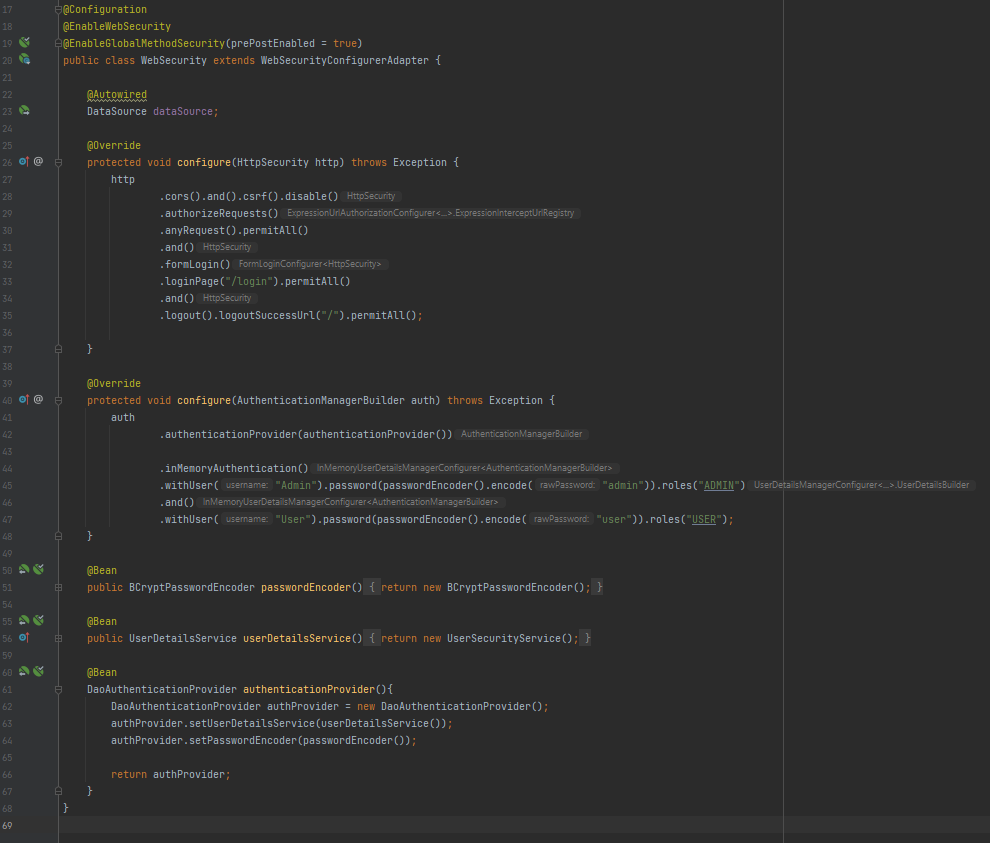 17 @Configuration
18 @EnableWebSecurity
19 @EnableGlobalMethodSecurity(prePostEnabled = true)
20 public class WebSecurity extends WebSecurityConfigurerAdapter {
21
22 @Autowired
23 DataSource dataSource;
24
25 @Override
26 @ protected void configure(HttpSecurity http) throws Exception {
27 http
28 .cors().and().csrf().disable() HttpSecurity
29 .authorizeRequests() ExpressionUrlAuthorizationConfigurer<...>.ExpressionInterceptUrlRegistry
30 .anyRequest().permitAll()
31 .and() HttpSecurity
32 .formLogin() FormLoginConfigurer<HttpSecurity>
33 .loginPage("/login").permitAll()
34 .and() HttpSecurity
35 .logout().logoutSuccessUrl("/").permitAll();
36
37 }
38
39 @Override
40 @ protected void configure(AuthenticationManagerBuilder auth) throws Exception {
41 auth
42 .authenticationProvider(authenticationProvider()) AuthenticationManagerBuilder
43
44 .inMemoryAuthentication() InMemoryUserDetailsManagerConfigurer<AuthenticationManagerBuilder>
45 .withUser( username: "Admin").password(passwordEncoder().encode( rawPassword: "admin")).roles("ADMIN") UserDetailsManagerConfigurer<...>.UserDetailsBuilder
46 .and() InMemoryUserDetailsManagerConfigurer<AuthenticationManagerBuilder>
47 .withUser( username: "User").password(passwordEncoder().encode( rawPassword: "user")).roles("USER");
48 }
49
50 @Bean
51 public BCryptPasswordEncoder passwordEncoder() { return new BCryptPasswordEncoder(); }
54
55 @Bean
56 public UserDetailsService userDetailsService() { return new UserSecurityService(); }
59
60 @Bean
61 DaoAuthenticationProvider authenticationProvider(){
62 DaoAuthenticationProvider authProvider = new DaoAuthenticationProvider();
63 authProvider.setUserDetailsService(userDetailsService());
64 authProvider.setPasswordEncoder(passwordEncoder());
65
66 return authProvider;
67 }
68 }
69